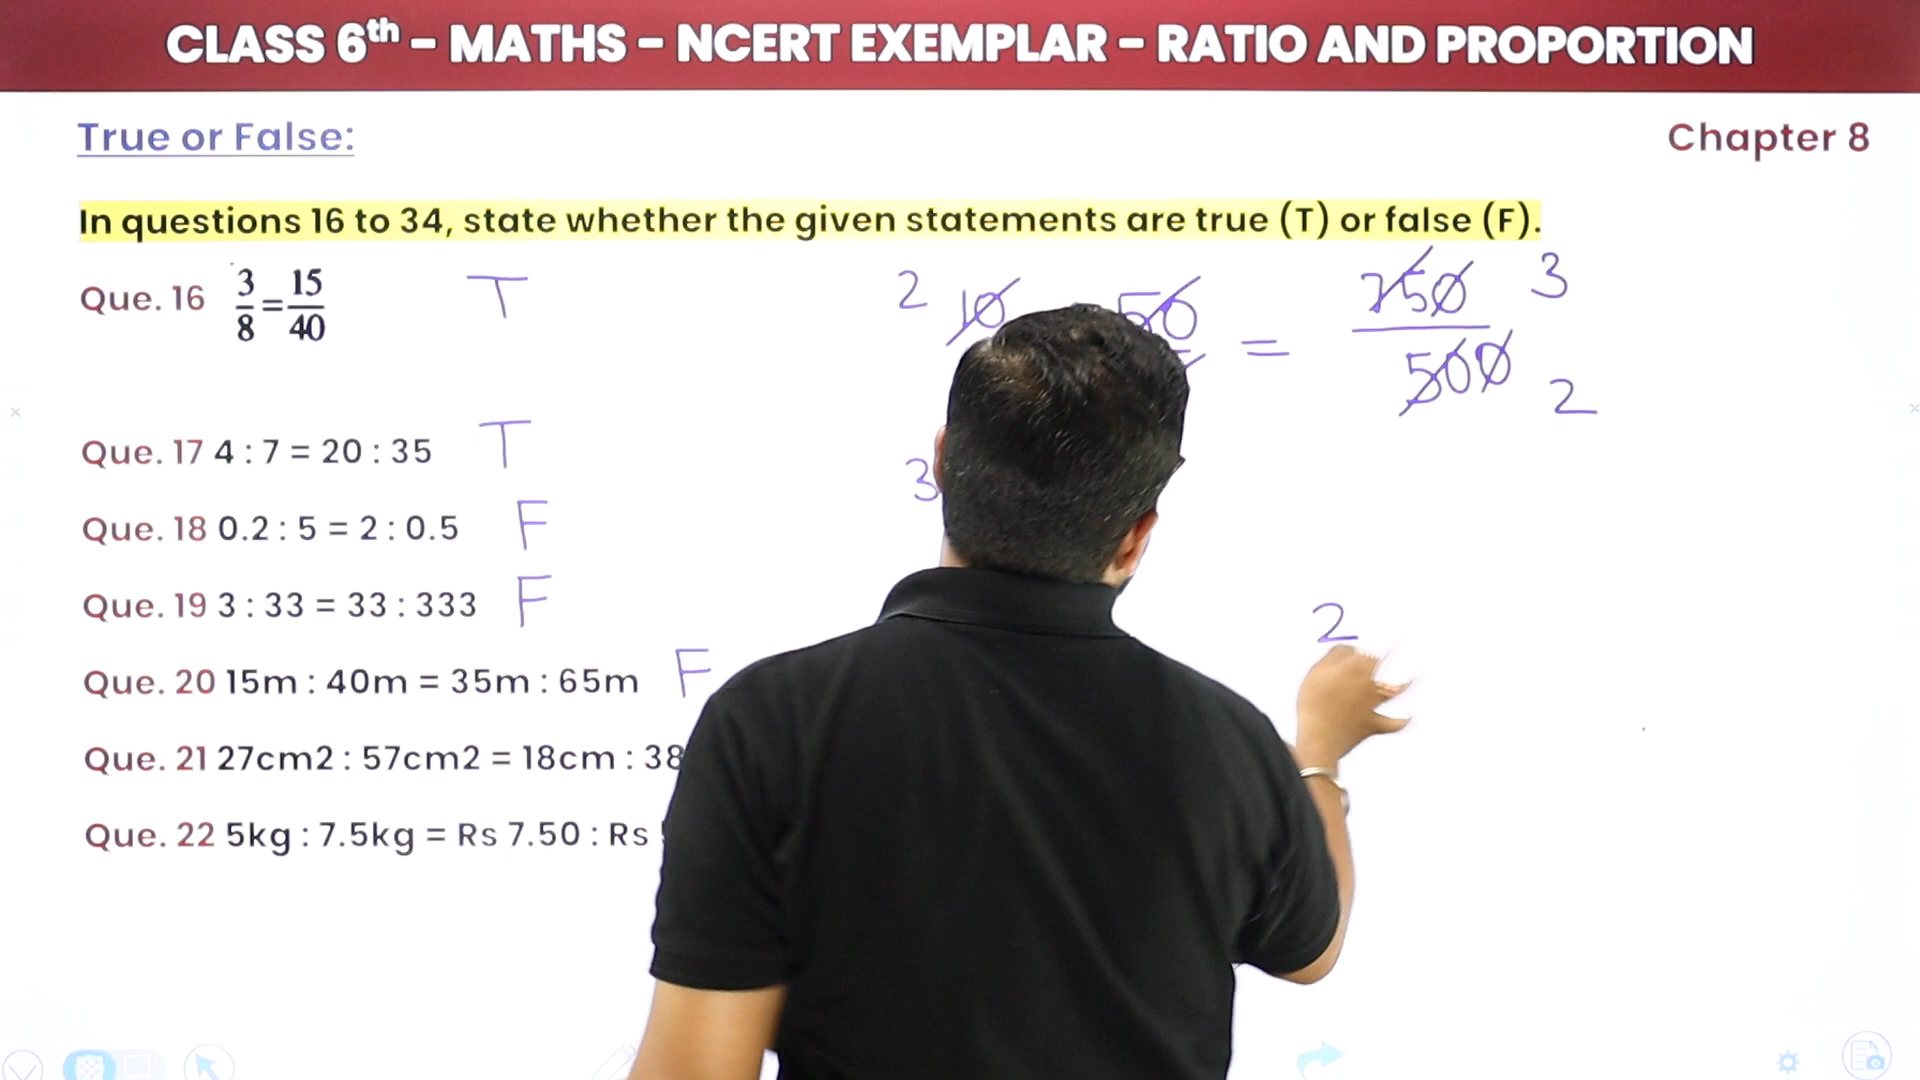 CLASS 6th – MATHS – NCERT EXEMPLAR – RATIO AND PROPORTION
True or False:
Chapter 8
In questions 16 to 34, state whether the given statements are true (T) or false (F).
Que. 16 3/8 = 15/40 T
2 10 50 = 750/500 3
2
3
Que. 17 4 : 7 = 20 : 35 T
Que. 18 0.2 : 5 = 2 : 0.5 F
Que. 19 3 : 33 = 33 : 333 F
2
Que. 20 15m : 40m = 35m : 65m F
Que. 21 27cm2 : 57cm2 = 18cm : 38
Que. 22 5kg : 7.5kg = Rs 7.50 : Rs